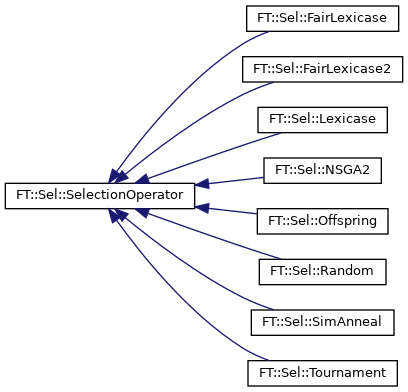 FT::Sel::FairLexicase
FT::Sel::FairLexicase2
FT::Sel::Lexicase
FT::Sel::NSGA2
FT::Sel::SelectionOperator
FT::Sel::Offspring
FT::Sel::Random
FT::Sel::SimAnneal
FT::Sel::Tournament